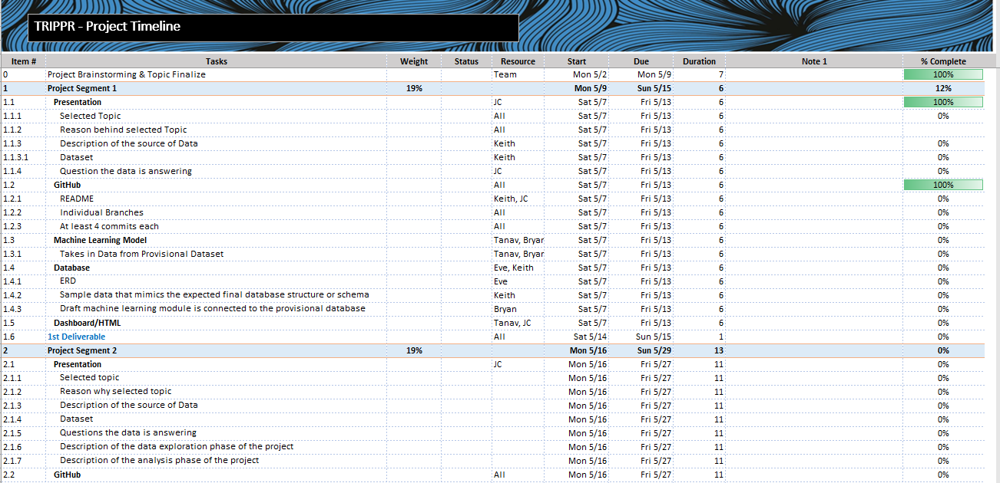 TRIPPR - Project Timeline
Item # Tasks Weight Status Resource Start Due Duration Note 1 % Complete
0 Project Brainstorming & Topic Finalize Team Mon 5/2 Mon 5/9 7 100%
1 Project Segment 1 19% Mon 5/9 Sun 5/15 6 12%
1.1 Presentation JC Sat 5/7 Fri 5/13 6 100%
1.1.1 Selected Topic All Sat 5/7 Fri 5/13 6 0%
1.1.2 Reason behind selected Topic All Sat 5/7 Fri 5/13 6
1.1.3 Description of the source of Data Keith Sat 5/7 Fri 5/13 6 0%
1.1.3.1 Dataset Keith Sat 5/7 Fri 5/13 6 0%
1.1.4 Question the data is answering JC Sat 5/7 Fri 5/13 6 0%
1.2 GitHub All Sat 5/7 Fri 5/13 6 100%
1.2.1 README Keith, JC Sat 5/7 Fri 5/13 6 0%
1.2.2 Individual Branches All Sat 5/7 Fri 5/13 6 0%
1.2.3 At least 4 commits each All Sat 5/7 Fri 5/13 6 0%
1.3 Machine Learning Model Tanav, Bryan Sat 5/7 Fri 5/13 6 0%
1.3.1 Takes in Data from Provisional Dataset Tanav, Bryan Sat 5/7 Fri 5/13 6 0%
1.4 Database Eve, Keith Sat 5/7 Fri 5/13 6 0%
1.4.1 ERD Eve Sat 5/7 Fri 5/13 6 0%
1.4.2 Sample data that mimics the expected final database structure or schema Keith Sat 5/7 Fri 5/13 6 0%
1.4.3 Draft machine learning module is connected to the provisional database Bryan Sat 5/7 Fri 5/13 6 0%
1.5 Dashboard/HTML Tanav, JC Sat 5/7 Fri 5/13 6 0%
1.6 1st Deliverable All Sat 5/14 Sun 5/15 1 0%
2 Project Segment 2 19% Mon 5/16 Sun 5/29 13 0%
2.1 Presentation JC Mon 5/16 Fri 5/27 11 0%
2.1.1 Selected topic Mon 5/16 Fri 5/27 11 0%
2.1.2 Reason why selected topic Mon 5/16 Fri 5/27 11 0%
2.1.3 Description of the source of Data Mon 5/16 Fri 5/27 11 0%
2.1.4 Dataset Mon 5/16 Fri 5/27 11 0%
2.1.5 Questions the data is answering Mon 5/16 Fri 5/27 11 0%
2.1.6 Description of the data exploration phase of the project Mon 5/16 Fri 5/27 11 0%
2.1.7 Description of the analysis phase of the project Mon 5/16 Fri 5/27 11 0%
2.2 GitHub All Mon 5/16 Fri 5/27 11 0%